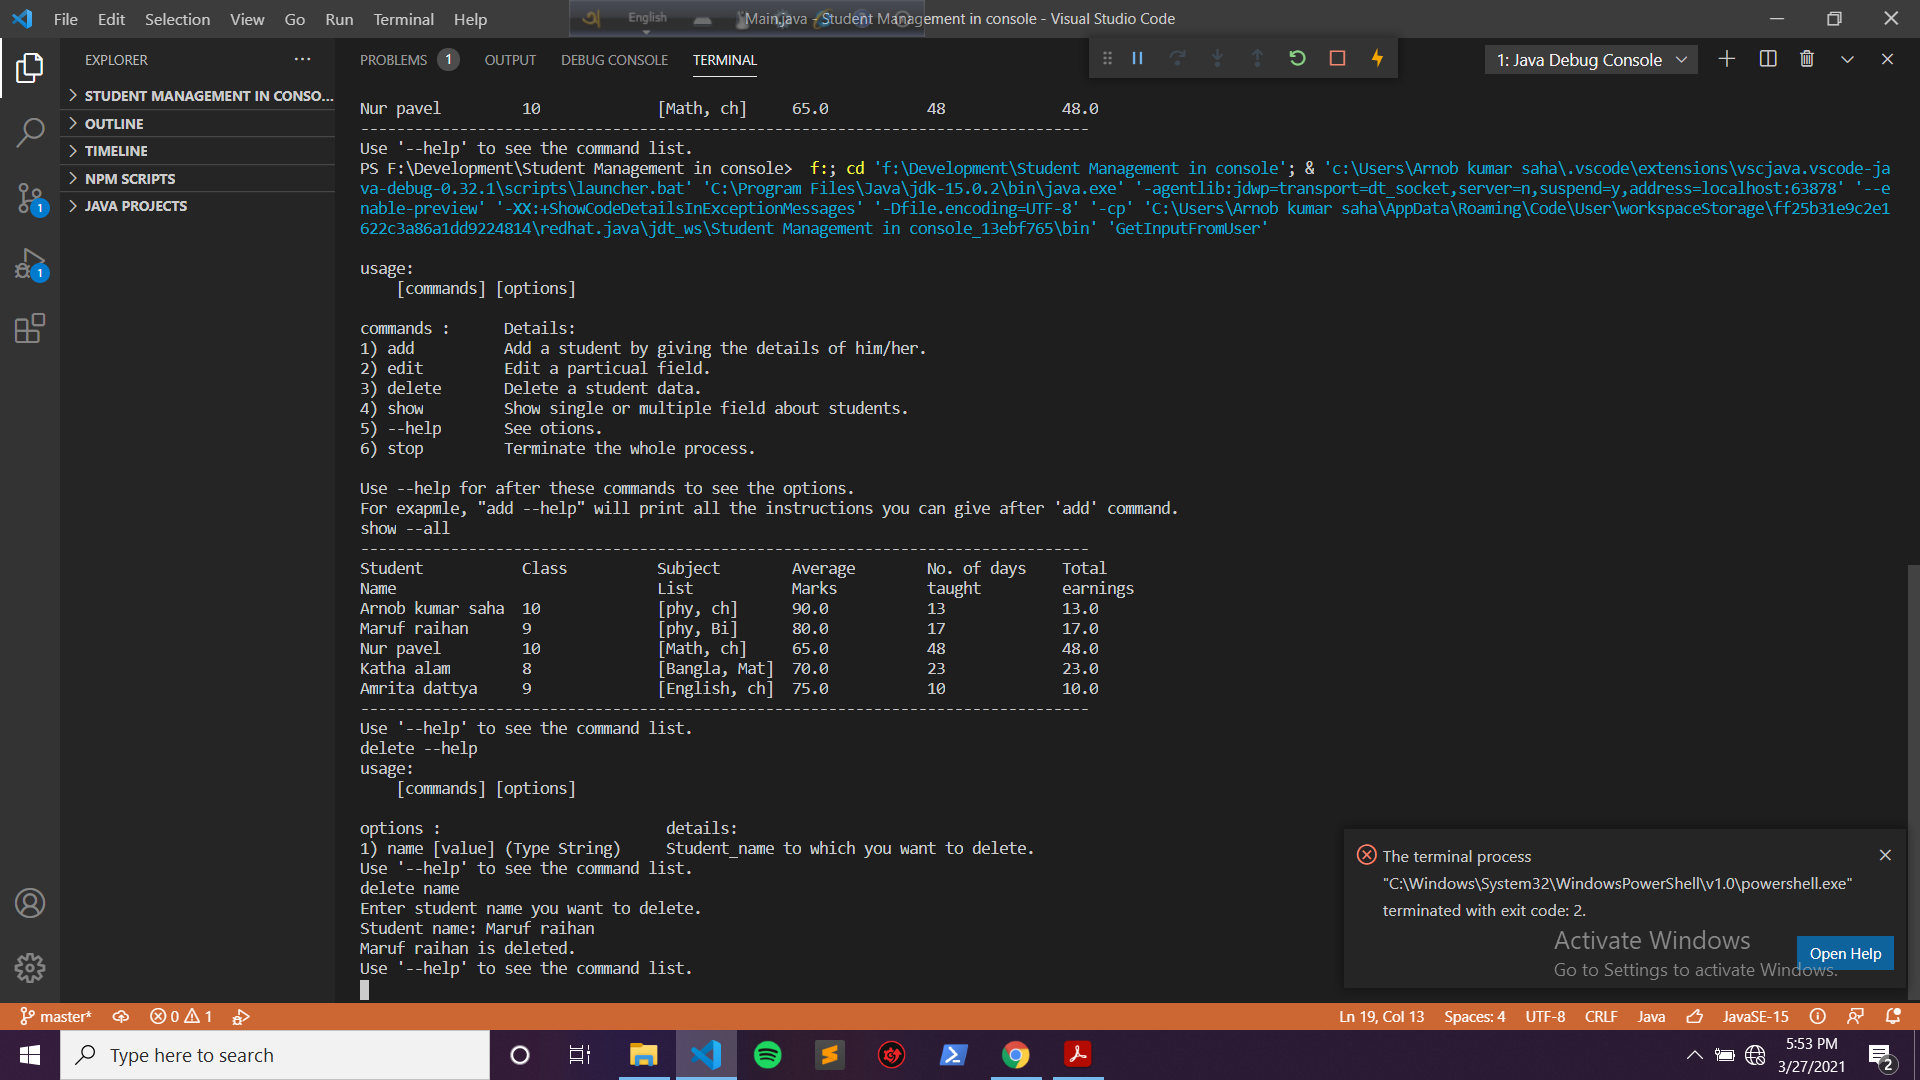 File Edit Selection View Go Run Terminal Help
English
Main.java - Student Management in console - Visual Studio Code
EXPLORER
STUDENT MANAGEMENT IN CONSO...
OUTLINE
TIMELINE
NPM SCRIPTS
JAVA PROJECTS
1
1
PROBLEMS 1 OUTPUT DEBUG CONSOLE TERMINAL
1: Java Debug Console
Nur pavel 10 [Math, ch] 65.0 48 48.0
---------------------------------------------------------------------------------
Use '--help' to see the command list.
PS F:\Development\Student Management in console>  f:; cd 'f:\Development\Student Management in console'; & 'c:\Users\Arnob kumar saha\.vscode\extensions\vscjava.vscode-ja
va-debug-0.32.1\scripts\launcher.bat' 'C:\Program Files\Java\jdk-15.0.2\bin\java.exe' '-agentlib:jdwp=transport=dt_socket,server=n,suspend=y,address=localhost:63878' '--e
nable-preview' '-XX:+ShowCodeDetailsInExceptionMessages' '-Dfile.encoding=UTF-8' '-cp' 'C:\Users\Arnob kumar saha\AppData\Roaming\Code\User\workspaceStorage\ff25b31e9c2e1
622c3a86a1dd9224814\redhat.java\jdt_ws\Student Management in console_13ebf765\bin' 'GetInputFromUser'
usage:
[commands] [options]
commands : Details:
1) add Add a student by giving the details of him/her.
2) edit Edit a particual field.
3) delete Delete a student data.
4) show Show single or multiple field about students.
5) --help See otions.
6) stop Terminate the whole process.
Use --help for after these commands to see the options.
For exapmle, "add --help" will print all the instructions you can give after 'add' command.
show --all
---------------------------------------------------------------------------------
Student Class Subject Average No. of days Total
Name List Marks taught earnings
Arnob kumar saha 10 [phy, ch] 90.0 13 13.0
Maruf raihan 9 [phy, Bi] 80.0 17 17.0
Nur pavel 10 [Math, ch] 65.0 48 48.0
Katha alam 8 [Bangla, Mat] 70.0 23 23.0
Amrita dattya 9 [English, ch] 75.0 10 10.0
---------------------------------------------------------------------------------
Use '--help' to see the command list.
delete --help
usage:
[commands] [options]
options : details:
1) name [value] (Type String) Student_name to which you want to delete.
Use '--help' to see the command list.
delete name
Enter student name you want to delete.
Student name: Maruf raihan
Maruf raihan is deleted.
Use '--help' to see the command list.
The terminal process
"C:\Windows\System32\WindowsPowerShell\v1.0\powershell.exe"
terminated with exit code: 2.
Open Help
Activate Windows
Go to Settings to activate Windows.
master* 0 1
Ln 19, Col 13 Spaces: 4 UTF-8 CRLF Java JavaSE-15
Type here to search
5:53 PM
3/27/2021
2